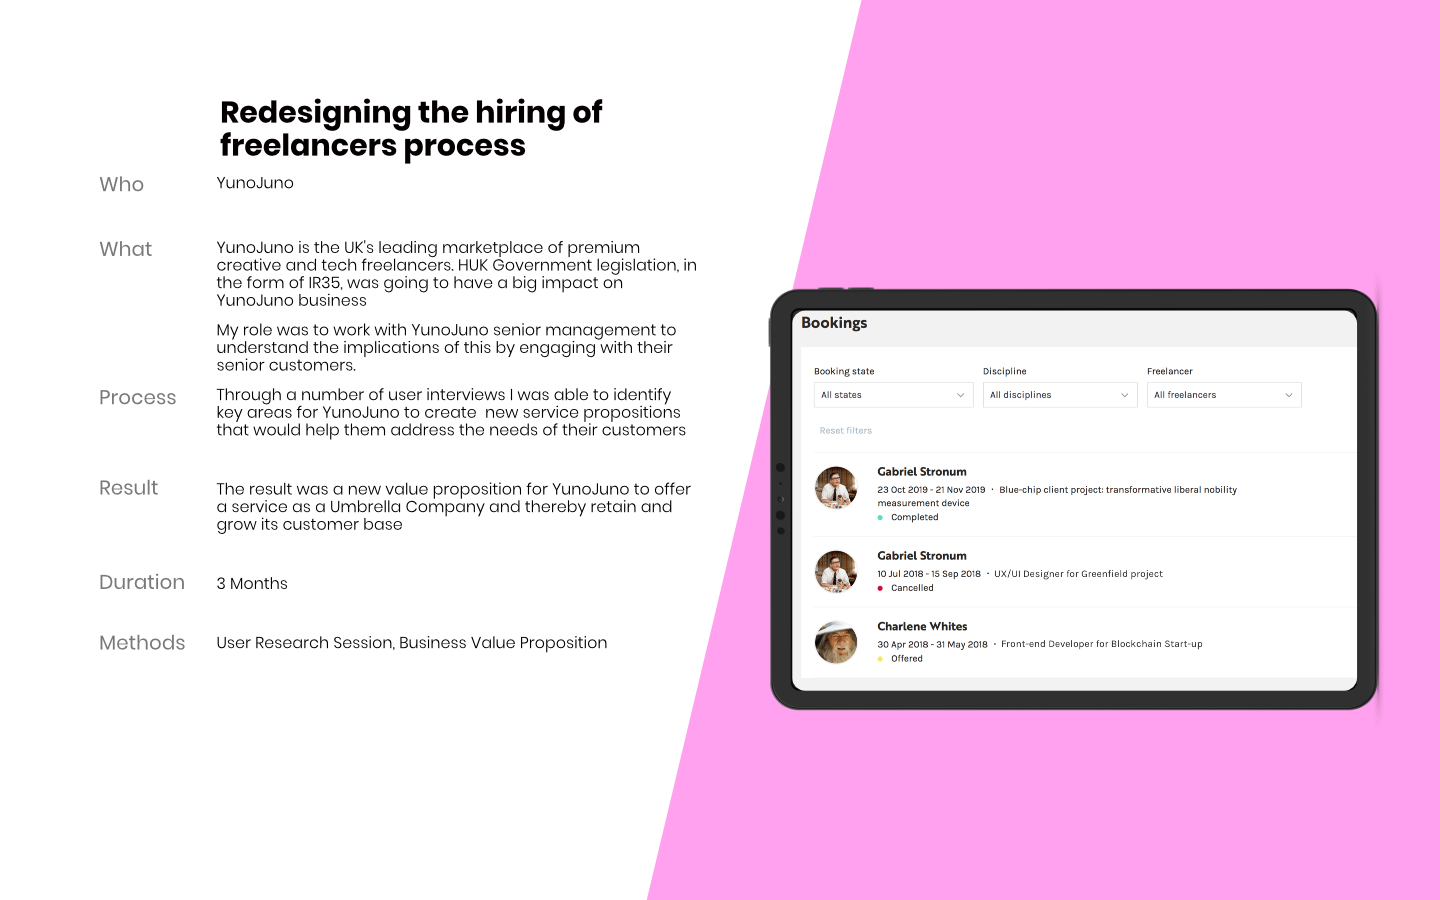 Redesigning the hiring of
freelancers process
Who
YunoJuno
What
YunoJuno is the UK's leading marketplace of premium
creative and tech freelancers. HUK Government legislation, in
the form of IR35, was going to have a big impact on
YunoJuno business
My role was to work with YunoJuno senior management to
understand the implications of this by engaging with their
senior customers.
Process
Through a number of user interviews I was able to identify
key areas for YunoJuno to create  new service propositions
that would help them address the needs of their customers
Result
The result was a new value proposition for YunoJuno to offer
a service as a Umbrella Company and thereby retain and
grow its customer base
Duration
3 Months
Methods
User Research Session, Business Value Proposition
Bookings
Booking state
Discipline
Freelancer
All states
All disciplines
All freelancers
Reset filters
Gabriel Stronum
23 Oct 2019 - 21 Nov 2019 · Blue-chip client project: transformative liberal nobility
measurement device
Completed
Gabriel Stronum
10 Jul 2018 - 15 Sep 2018 · UX/UI Designer for Greenfield project
Cancelled
Charlene Whites
30 Apr 2018 - 31 May 2018 · Front-end Developer for Blockchain Start-up
Offered